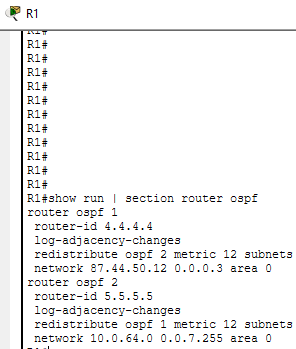 R1
R1#
R1#
R1#
R1#
R1#
R1#
R1#
R1#
R1#
R1#
R1#
R1#
R1#show run | section router ospf
router ospf 1
router-id 4.4.4.4
log-adjacency-changes
redistribute ospf 2 metric 12 subnets
network 87.44.50.12 0.0.0.3 area 0
router ospf 2
router-id 5.5.5.5
log-adjacency-changes
redistribute ospf 1 metric 12 subnets
network 10.0.64.0 0.0.7.255 area 0
R1#